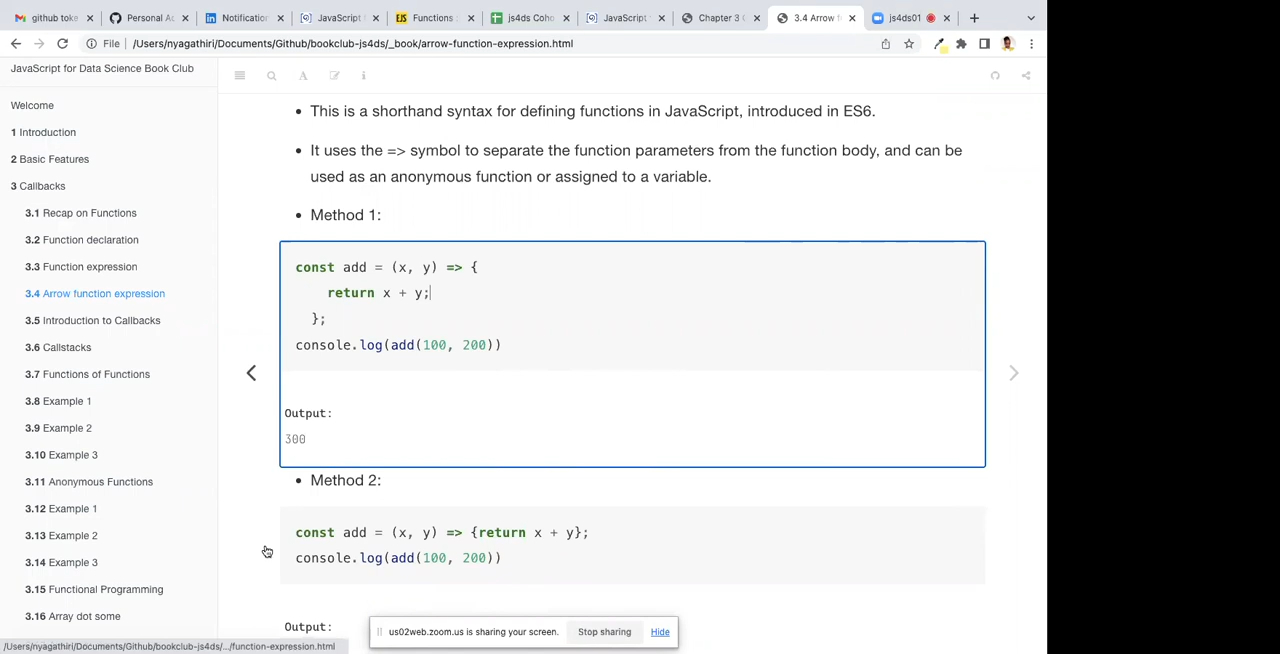 Gmail github toke
Personal Ac
Notification
JavaScript
Functions
js4ds Coho
JavaScript
Chapter 3
3.4 Arrow f
js4ds01
File /Users/nyagathiri/Documents/Github/bookclub-js4ds/_book/arrow-function-expression.html
JavaScript for Data Science Book Club
Welcome
1 Introduction
2 Basic Features
3 Callbacks
3.1 Recap on Functions
3.2 Function declaration
3.3 Function expression
3.4 Arrow function expression
3.5 Introduction to Callbacks
3.6 Callstacks
3.7 Functions of Functions
3.8 Example 1
3.9 Example 2
3.10 Example 3
3.11 Anonymous Functions
3.12 Example 1
3.13 Example 2
3.14 Example 3
3.15 Functional Programming
3.16 Array dot some
/Users/nyagathiri/Documents/Github/bookclub-js4ds/.../function-expression.html
• This is a shorthand syntax for defining functions in JavaScript, introduced in ES6.
• It uses the => symbol to separate the function parameters from the function body, and can be
used as an anonymous function or assigned to a variable.
• Method 1:
const add = (x, y) => {
return x + y;
};
console.log(add(100, 200))
Output:
300
• Method 2:
const add = (x, y) => {return x + y};
console.log(add(100, 200))
Output:
us02web.zoom.us is sharing your screen. Stop sharing Hide